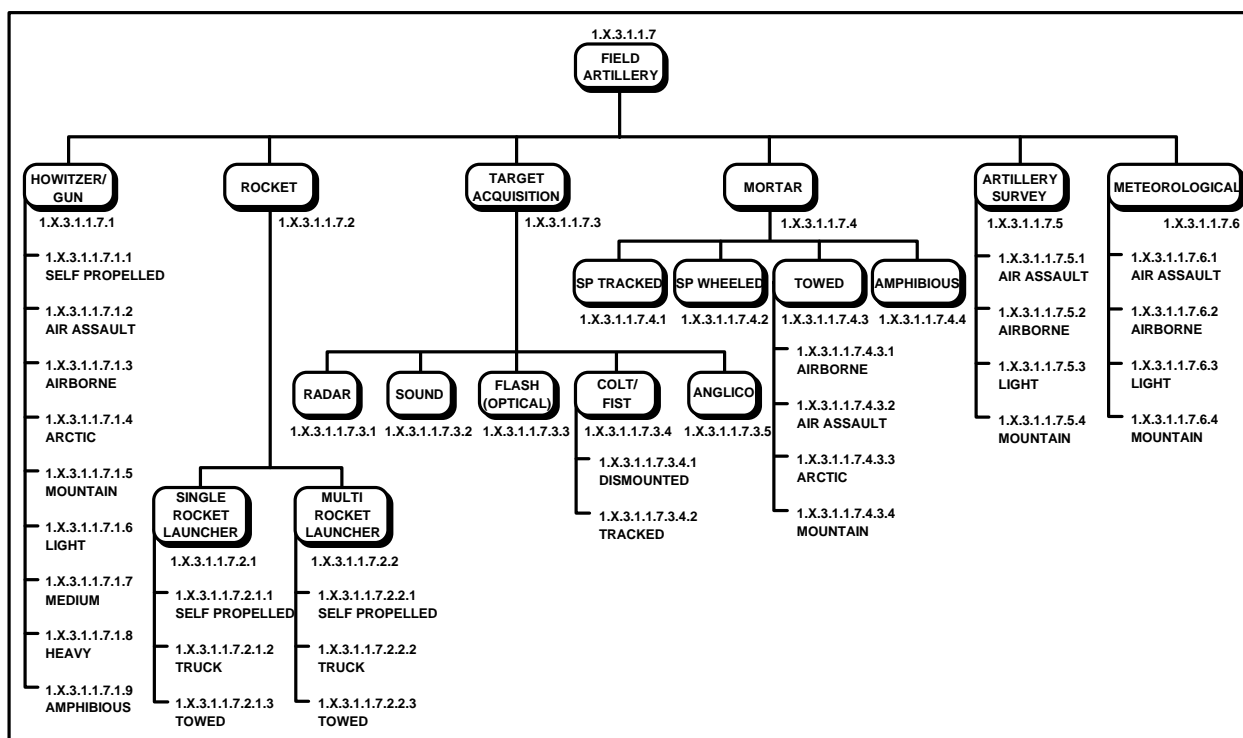 1.X.3.1.1.7
FIELD
ARTILLERY
HOWITZER/
GUN
1.X.3.1.1.7.1
1.X.3.1.1.7.1.1
SELF PROPELLED
1.X.3.1.1.7.1.2
AIR ASSAULT
1.X.3.1.1.7.1.3
AIRBORNE
1.X.3.1.1.7.1.4
ARCTIC
1.X.3.1.1.7.1.5
MOUNTAIN
1.X.3.1.1.7.1.6
LIGHT
1.X.3.1.1.7.1.7
MEDIUM
1.X.3.1.1.7.1.8
HEAVY
1.X.3.1.1.7.1.9
AMPHIBIOUS
ROCKET
1.X.3.1.1.7.2
SINGLE
ROCKET
LAUNCHER
1.X.3.1.1.7.2.1
1.X.3.1.1.7.2.1.1
SELF PROPELLED
1.X.3.1.1.7.2.1.2
TRUCK
1.X.3.1.1.7.2.1.3
TOWED
MULTI
ROCKET
LAUNCHER
1.X.3.1.1.7.2.2
1.X.3.1.1.7.2.2.1
SELF PROPELLED
1.X.3.1.1.7.2.2.2
TRUCK
1.X.3.1.1.7.2.2.3
TOWED
TARGET
ACQUISITION
1.X.3.1.1.7.3
RADAR
1.X.3.1.1.7.3.1
SOUND
1.X.3.1.1.7.3.2
FLASH
(OPTICAL)
1.X.3.1.1.7.3.3
COLT/
FIST
1.X.3.1.1.7.3.4
1.X.3.1.1.7.3.4.1
DISMOUNTED
1.X.3.1.1.7.3.4.2
TRACKED
ANGLICO
1.X.3.1.1.7.3.5
MORTAR
1.X.3.1.1.7.4
SP TRACKED
1.X.3.1.1.7.4.1
SP WHEELED
1.X.3.1.1.7.4.2
TOWED
1.X.3.1.1.7.4.3
1.X.3.1.1.7.4.3.1
AIRBORNE
1.X.3.1.1.7.4.3.2
AIR ASSAULT
1.X.3.1.1.7.4.3.3
ARCTIC
1.X.3.1.1.7.4.3.4
MOUNTAIN
AMPHIBIOUS
1.X.3.1.1.7.4.4
ARTILLERY
SURVEY
1.X.3.1.1.7.5
1.X.3.1.1.7.5.1
AIR ASSAULT
1.X.3.1.1.7.5.2
AIRBORNE
1.X.3.1.1.7.5.3
LIGHT
1.X.3.1.1.7.5.4
MOUNTAIN
METEOROLOGICAL
1.X.3.1.1.7.6
1.X.3.1.1.7.6.1
AIR ASSAULT
1.X.3.1.1.7.6.2
AIRBORNE
1.X.3.1.1.7.6.3
LIGHT
1.X.3.1.1.7.6.4
MOUNTAIN